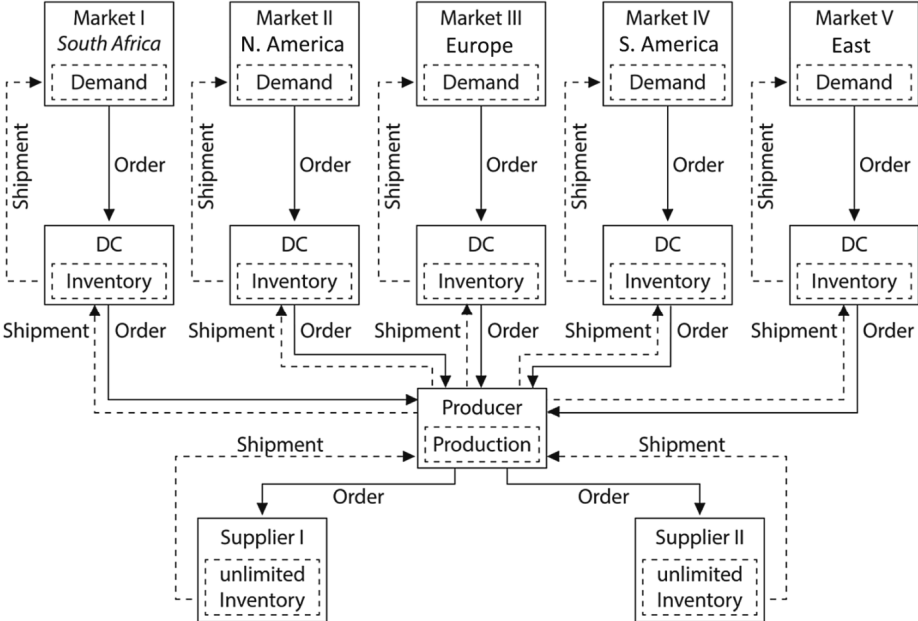 Market I
South Africa
Demand
Market II
N. America
Demand
Market III
Europe
Demand
Market IV
S. America
Demand
Market V
East
Demand
Shipment
Order
Shipment
Order
Shipment
Order
Shipment
Order
Shipment
Order
DC
Inventory
DC
Inventory
DC
Inventory
DC
Inventory
DC
Inventory
Shipment
Order
Shipment
Order
Shipment
Order
Shipment
Order
Shipment
Order
Producer
Production
Shipment
Shipment
Order
Order
Supplier I
unlimited
Inventory
Supplier II
unlimited
Inventory